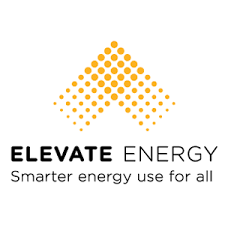 ELEVATE ENERGY
Smarter energy use for all